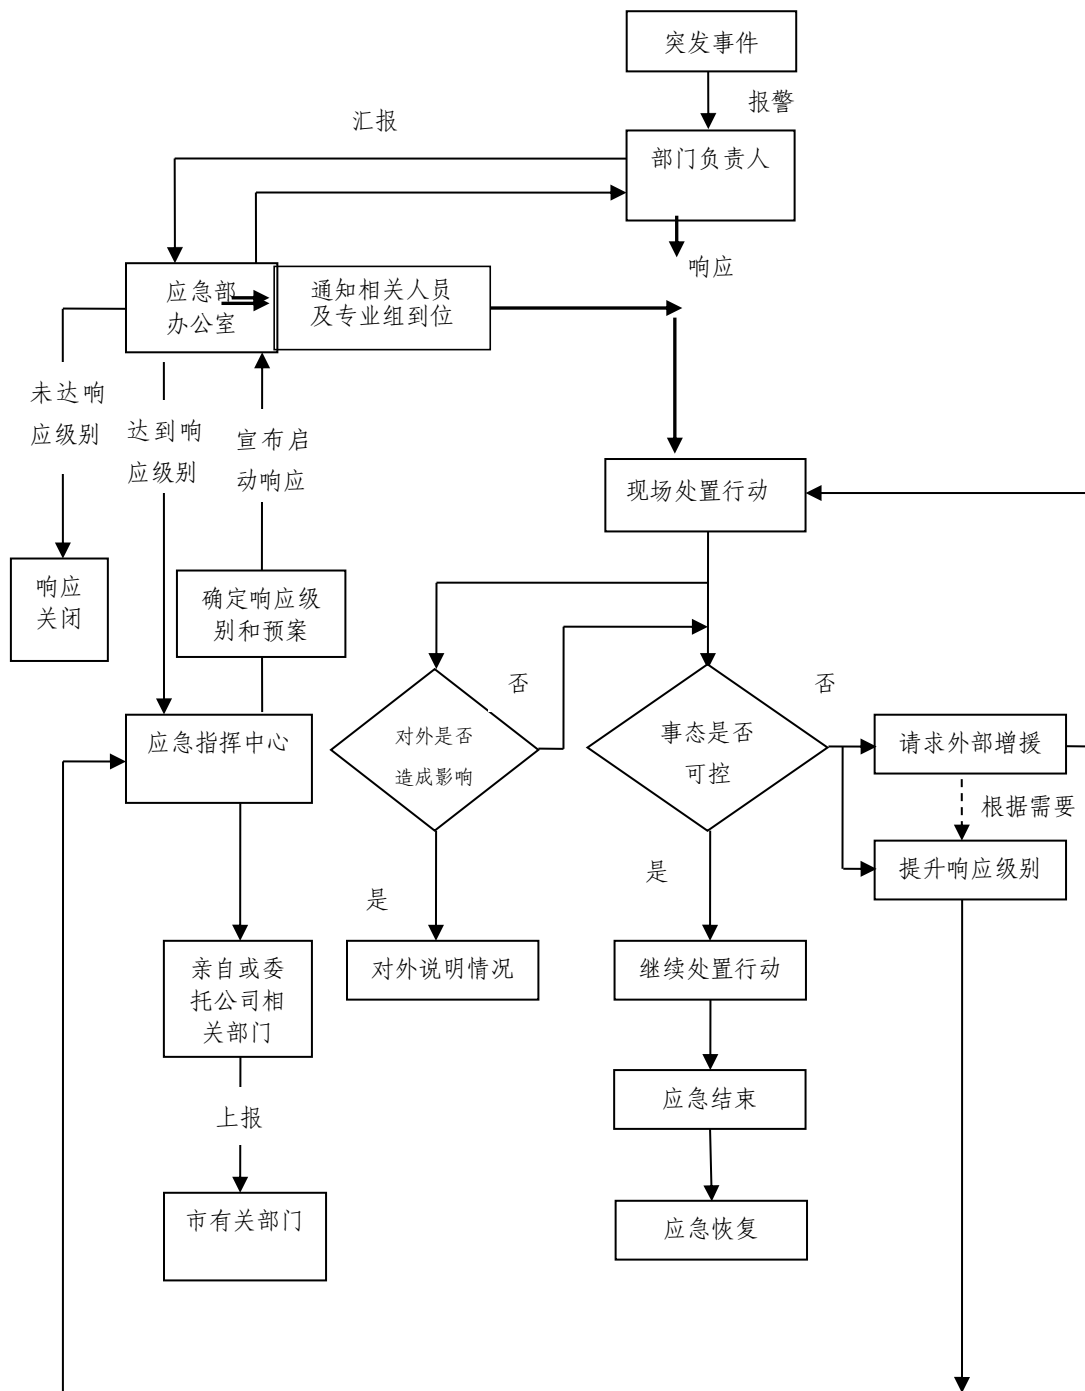 突发事件
报警
汇报
部门负责人
响应
应急部
办公室
通知相关人员
及专业组到位
未达响
应级别
达到响
应级别
宣布启
动响应
现场处置行动
响应
关闭
确定响应级
别和预案
否
否
应急指挥中心
对外是否
造成影响
事态是否
可控
请求外部增援
根据需要
提升响应级别
是
是
亲自或委
托公司相
关部门
对外说明情况
继续处置行动
应急结束
上报
市有关部门
应急恢复